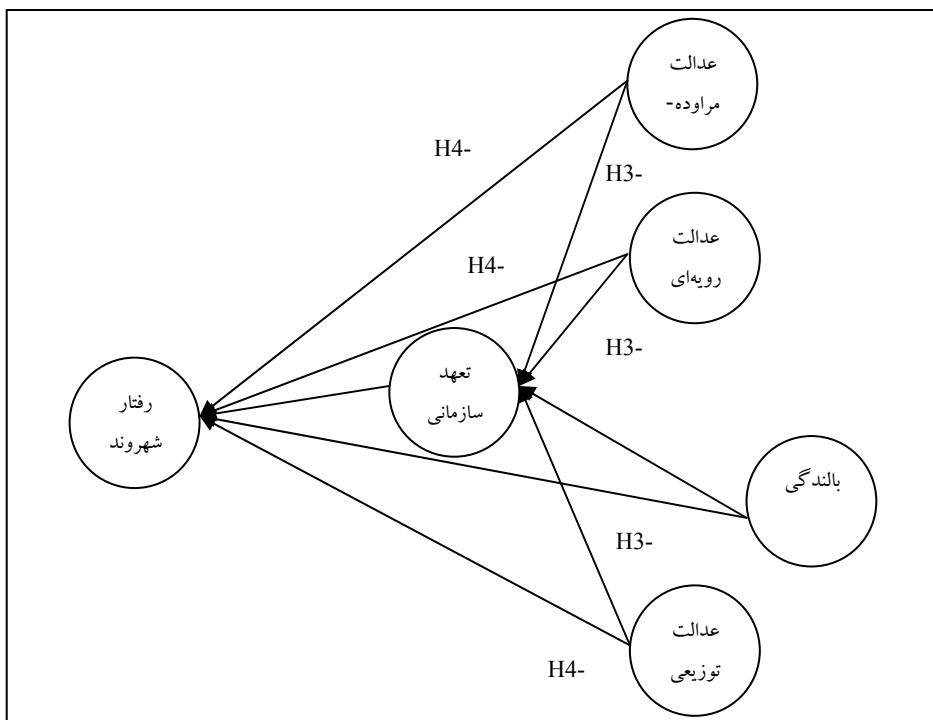 عدالت
مراوده-
H4-
H3-
عدالت
رویه‌ای
H4-
H3-
تعهد
سازمانی
رفتار
شهروند
بالندگی
H3-
عدالت
توزیعی
H4-